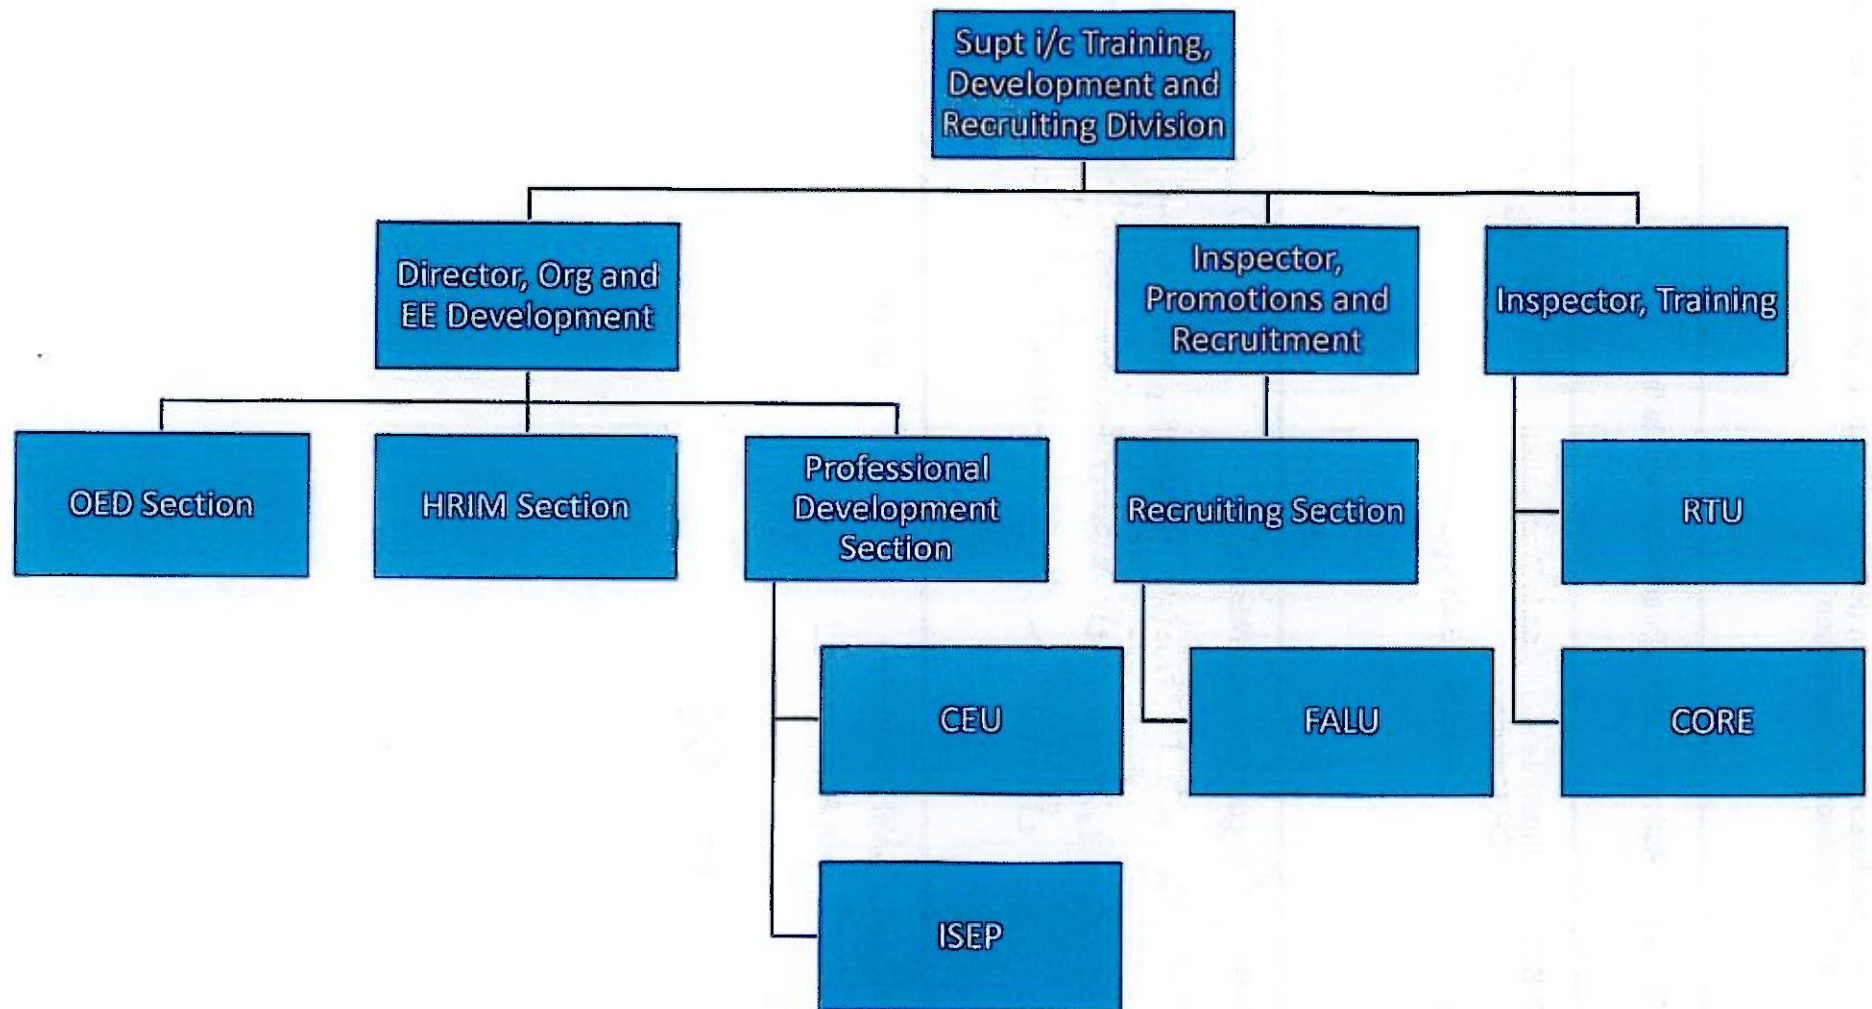 Supt i/c Training,
Development and
Recruiting Division
Director, Org and
EE Development
Inspector,
Promotions and
Recruitment
Inspector, Training
OED Section
HRIM Section
Professional
Development
Section
Recruiting Section
RTU
CEU
FALU
CORE
ISEP